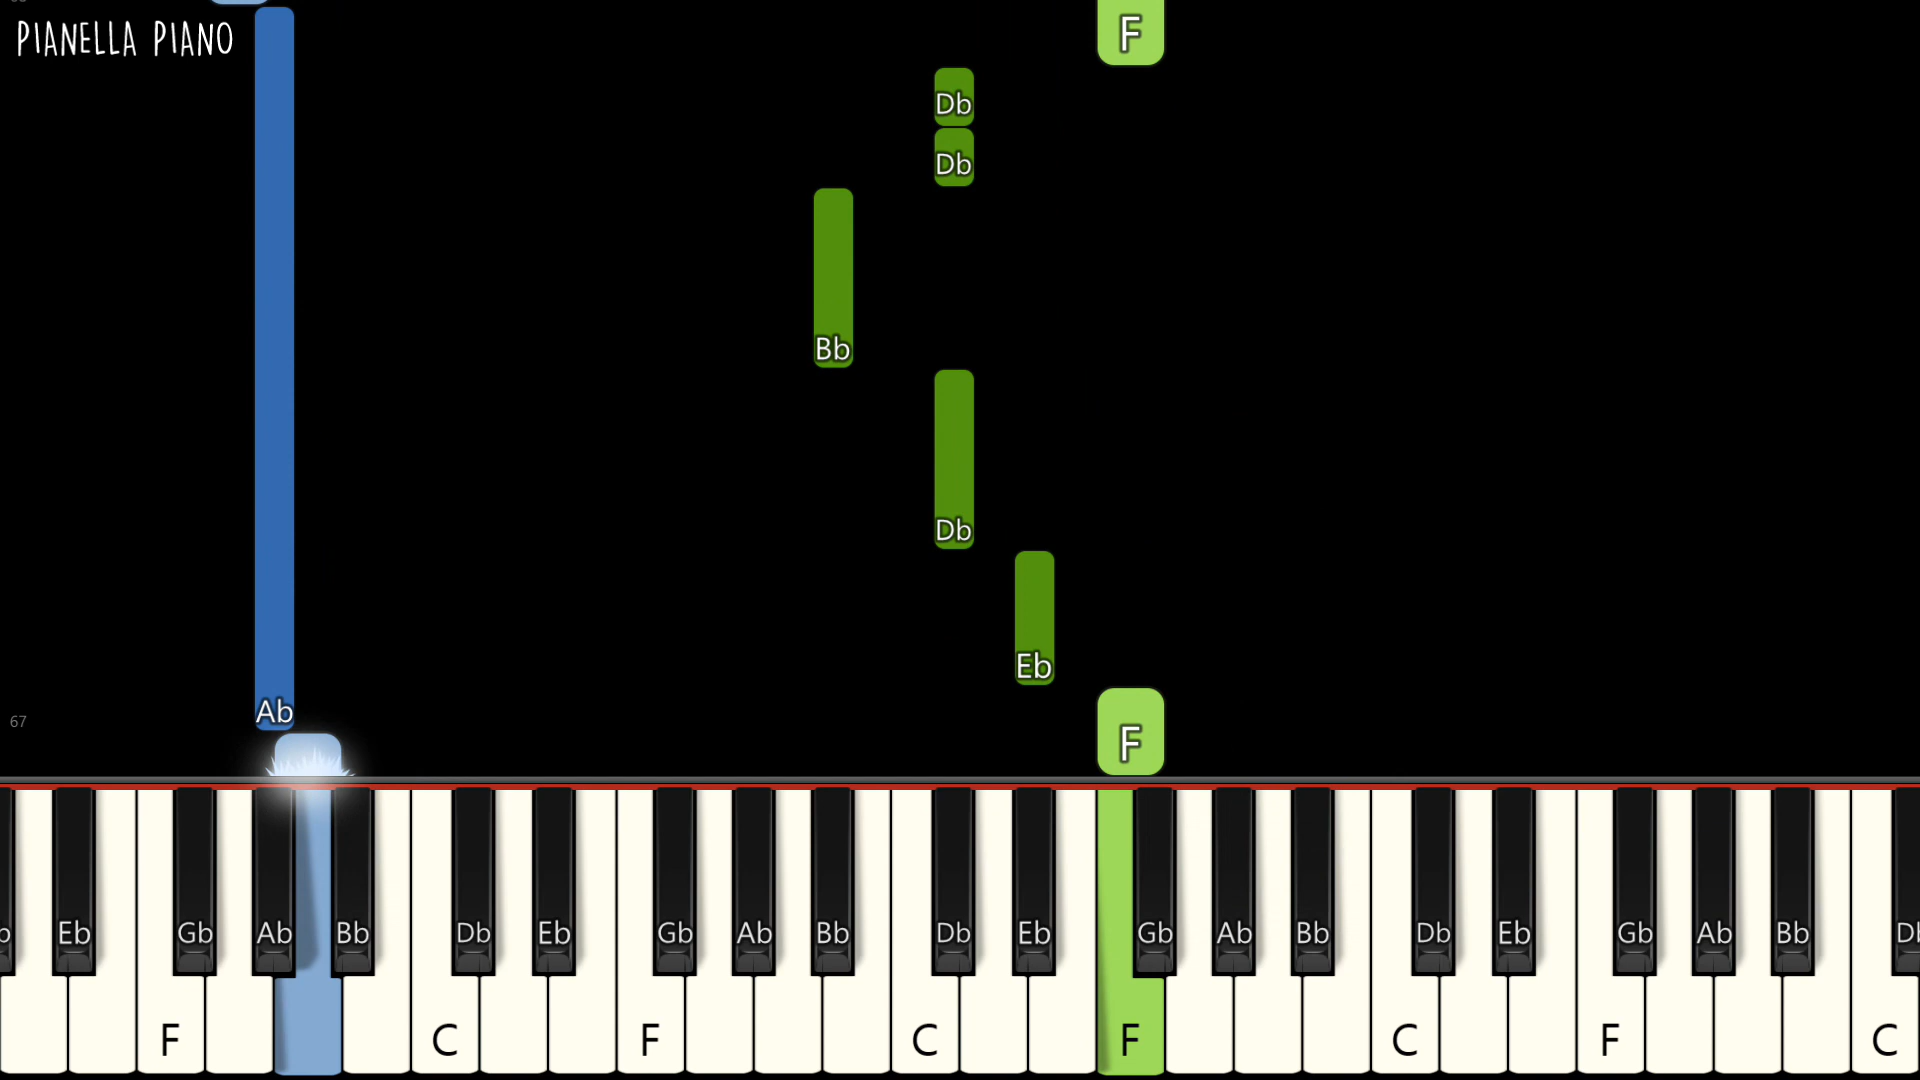 PIANELLA PIANO
F
Db
Db
Bb
Db
Eb
Ab
67
F
Eb Gb Ab Bb Db Eb Gb Ab Bb Db Eb Gb Ab Bb Db Eb Gb Ab Bb
F C F C F C F C